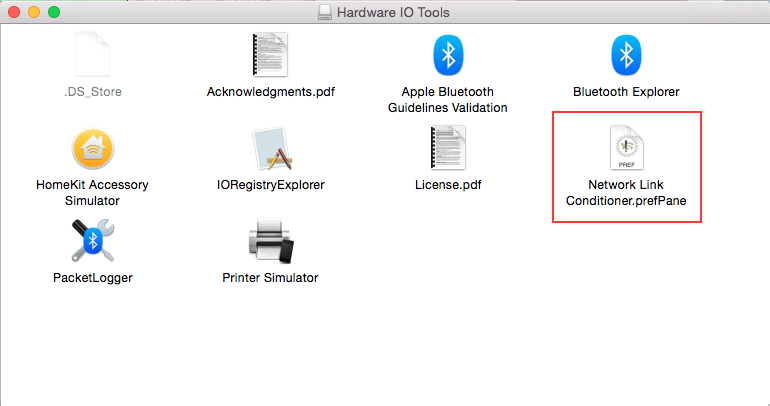 Hardware IO Tools
.DS_Store
Acknowledgments.pdf
Apple Bluetooth
Guidelines Validation
Bluetooth Explorer
HomeKit Accessory
Simulator
IORegistryExplorer
License.pdf
PREF
Network Link
Conditioner.prefPane
PacketLogger
Printer Simulator